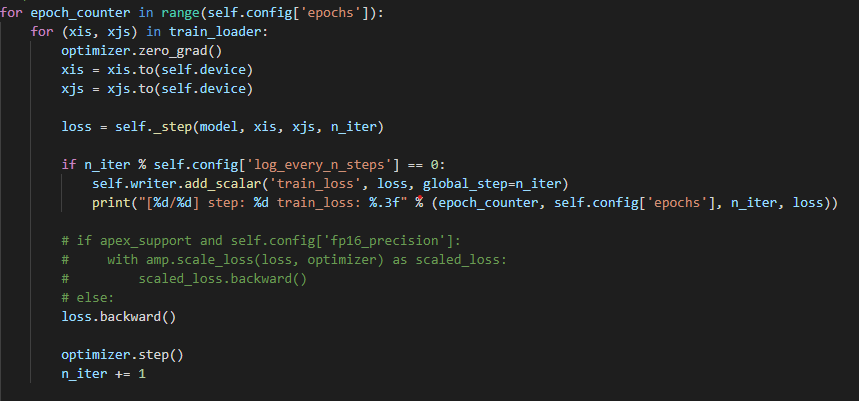 for epoch_counter in range(self.config['epochs']):
    for (xis, xjs) in train_loader:
        optimizer.zero_grad()
        xis = xis.to(self.device)
        xjs = xjs.to(self.device)

        loss = self._step(model, xis, xjs, n_iter)

        if n_iter % self.config['log_every_n_steps'] == 0:
            self.writer.add_scalar('train_loss', loss, global_step=n_iter)
            print("[%d/%d] step: %d train_loss: %.3f" % (epoch_counter, self.config['epochs'], n_iter, loss))

        # if apex_support and self.config['fp16_precision']:
        #     with amp.scale_loss(loss, optimizer) as scaled_loss:
        #         scaled_loss.backward()
        # else:
        loss.backward()

        optimizer.step()
        n_iter += 1